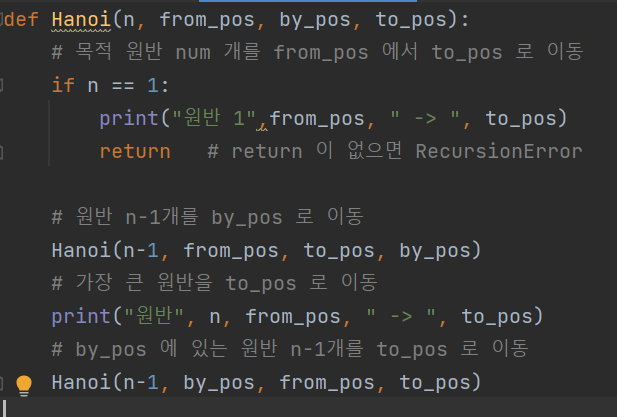 def Hanoi(n, from_pos, by_pos, to_pos):
    # 목적 원반 num 개를 from_pos 에서 to_pos 로 이동
    if n == 1:
        print("원반 1",from_pos, " -> ", to_pos)
        return   # return 이 없으면 RecursionError
    # 원반 n-1개를 by_pos 로 이동
    Hanoi(n-1, from_pos, to_pos, by_pos)
    # 가장 큰 원반을 to_pos 로 이동
    print("원반", n, from_pos, " -> ", to_pos)
    # by_pos 에 있는 원반 n-1개를 to_pos 로 이동
    Hanoi(n-1, by_pos, from_pos, to_pos)